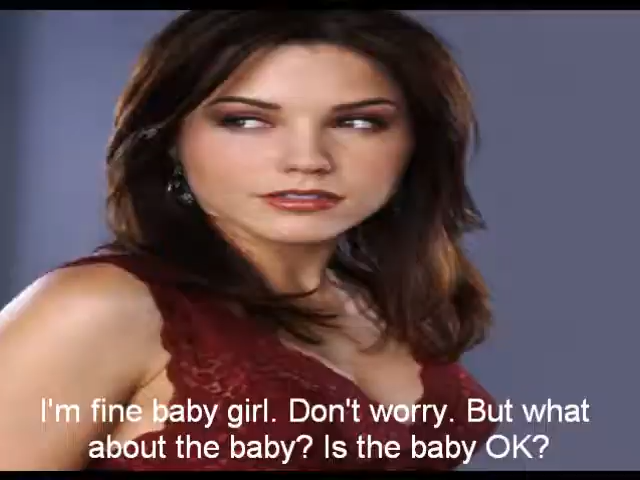 I'm fine baby girl. Don't worry. But what
about the baby? Is the baby OK?